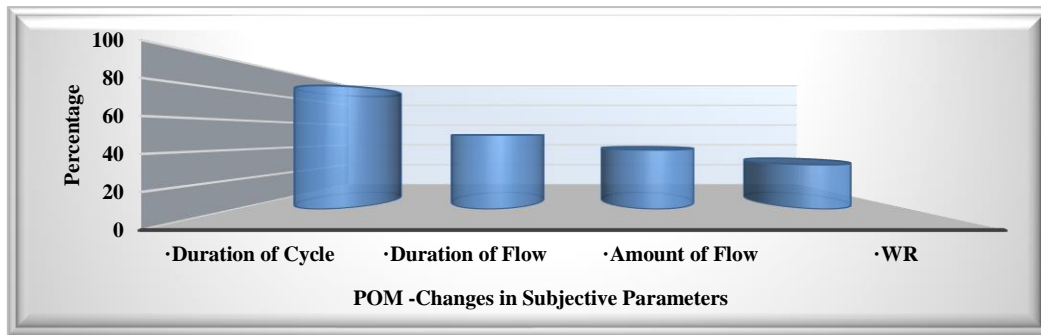 100
80
60
40
20
0
Percentage
·Duration of Cycle
·Duration of Flow
·Amount of Flow
·WR
POM -Changes in Subjective Parameters